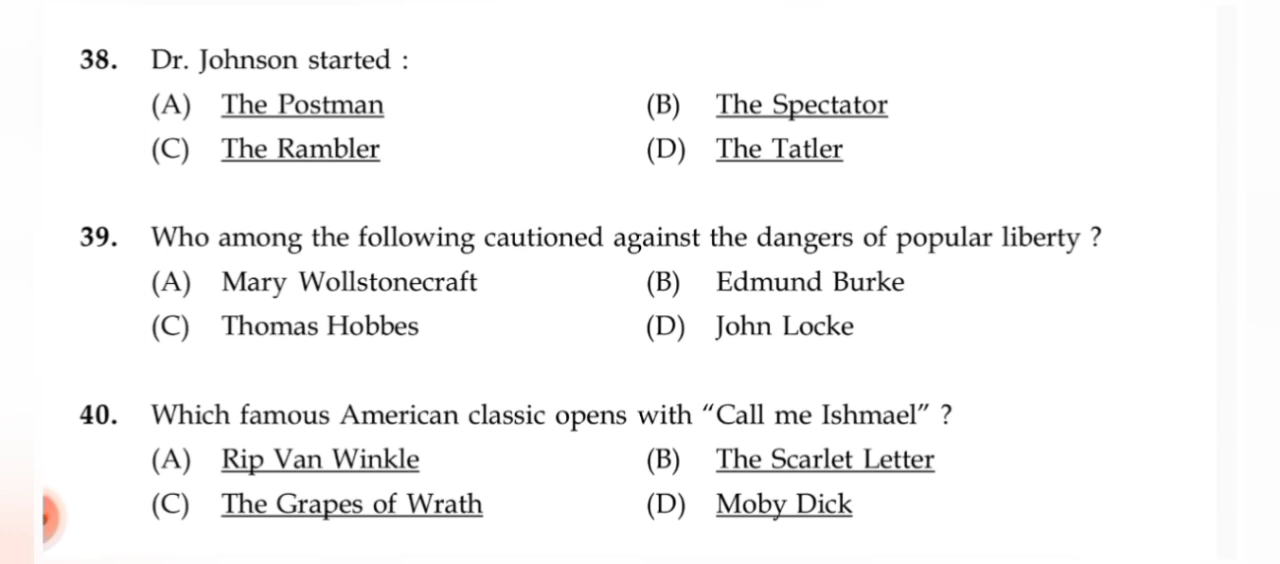 38. Dr. Johnson started :
(A) The Postman (B) The Spectator
(C) The Rambler (D) The Tatler
39. Who among the following cautioned against the dangers of popular liberty ?
(A) Mary Wollstonecraft (B) Edmund Burke
(C) Thomas Hobbes (D) John Locke
40. Which famous American classic opens with “Call me Ishmael” ?
(A) Rip Van Winkle (B) The Scarlet Letter
(C) The Grapes of Wrath (D) Moby Dick